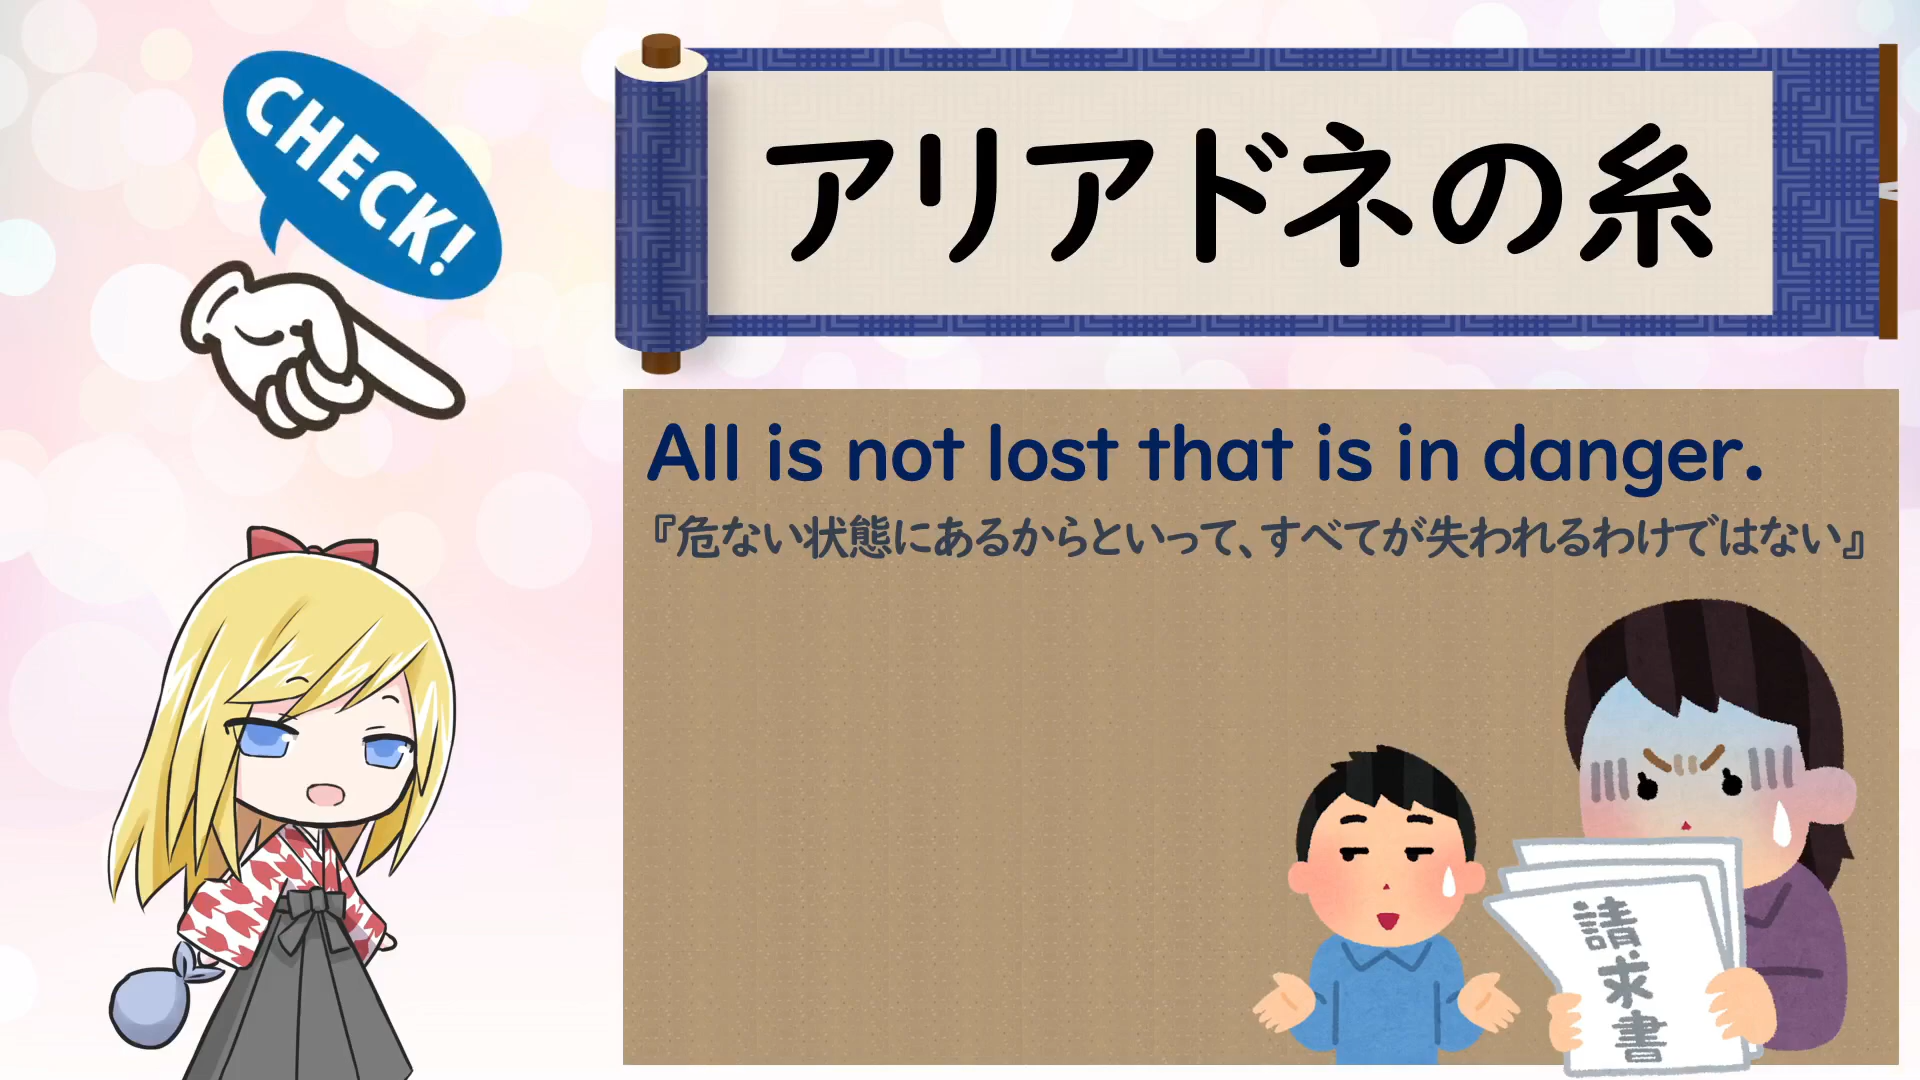 CHECK!
アリアドネの糸
All is not lost that is in danger.
『危ない状態にあるからといって、すべてが失われるわけではない』
請求書